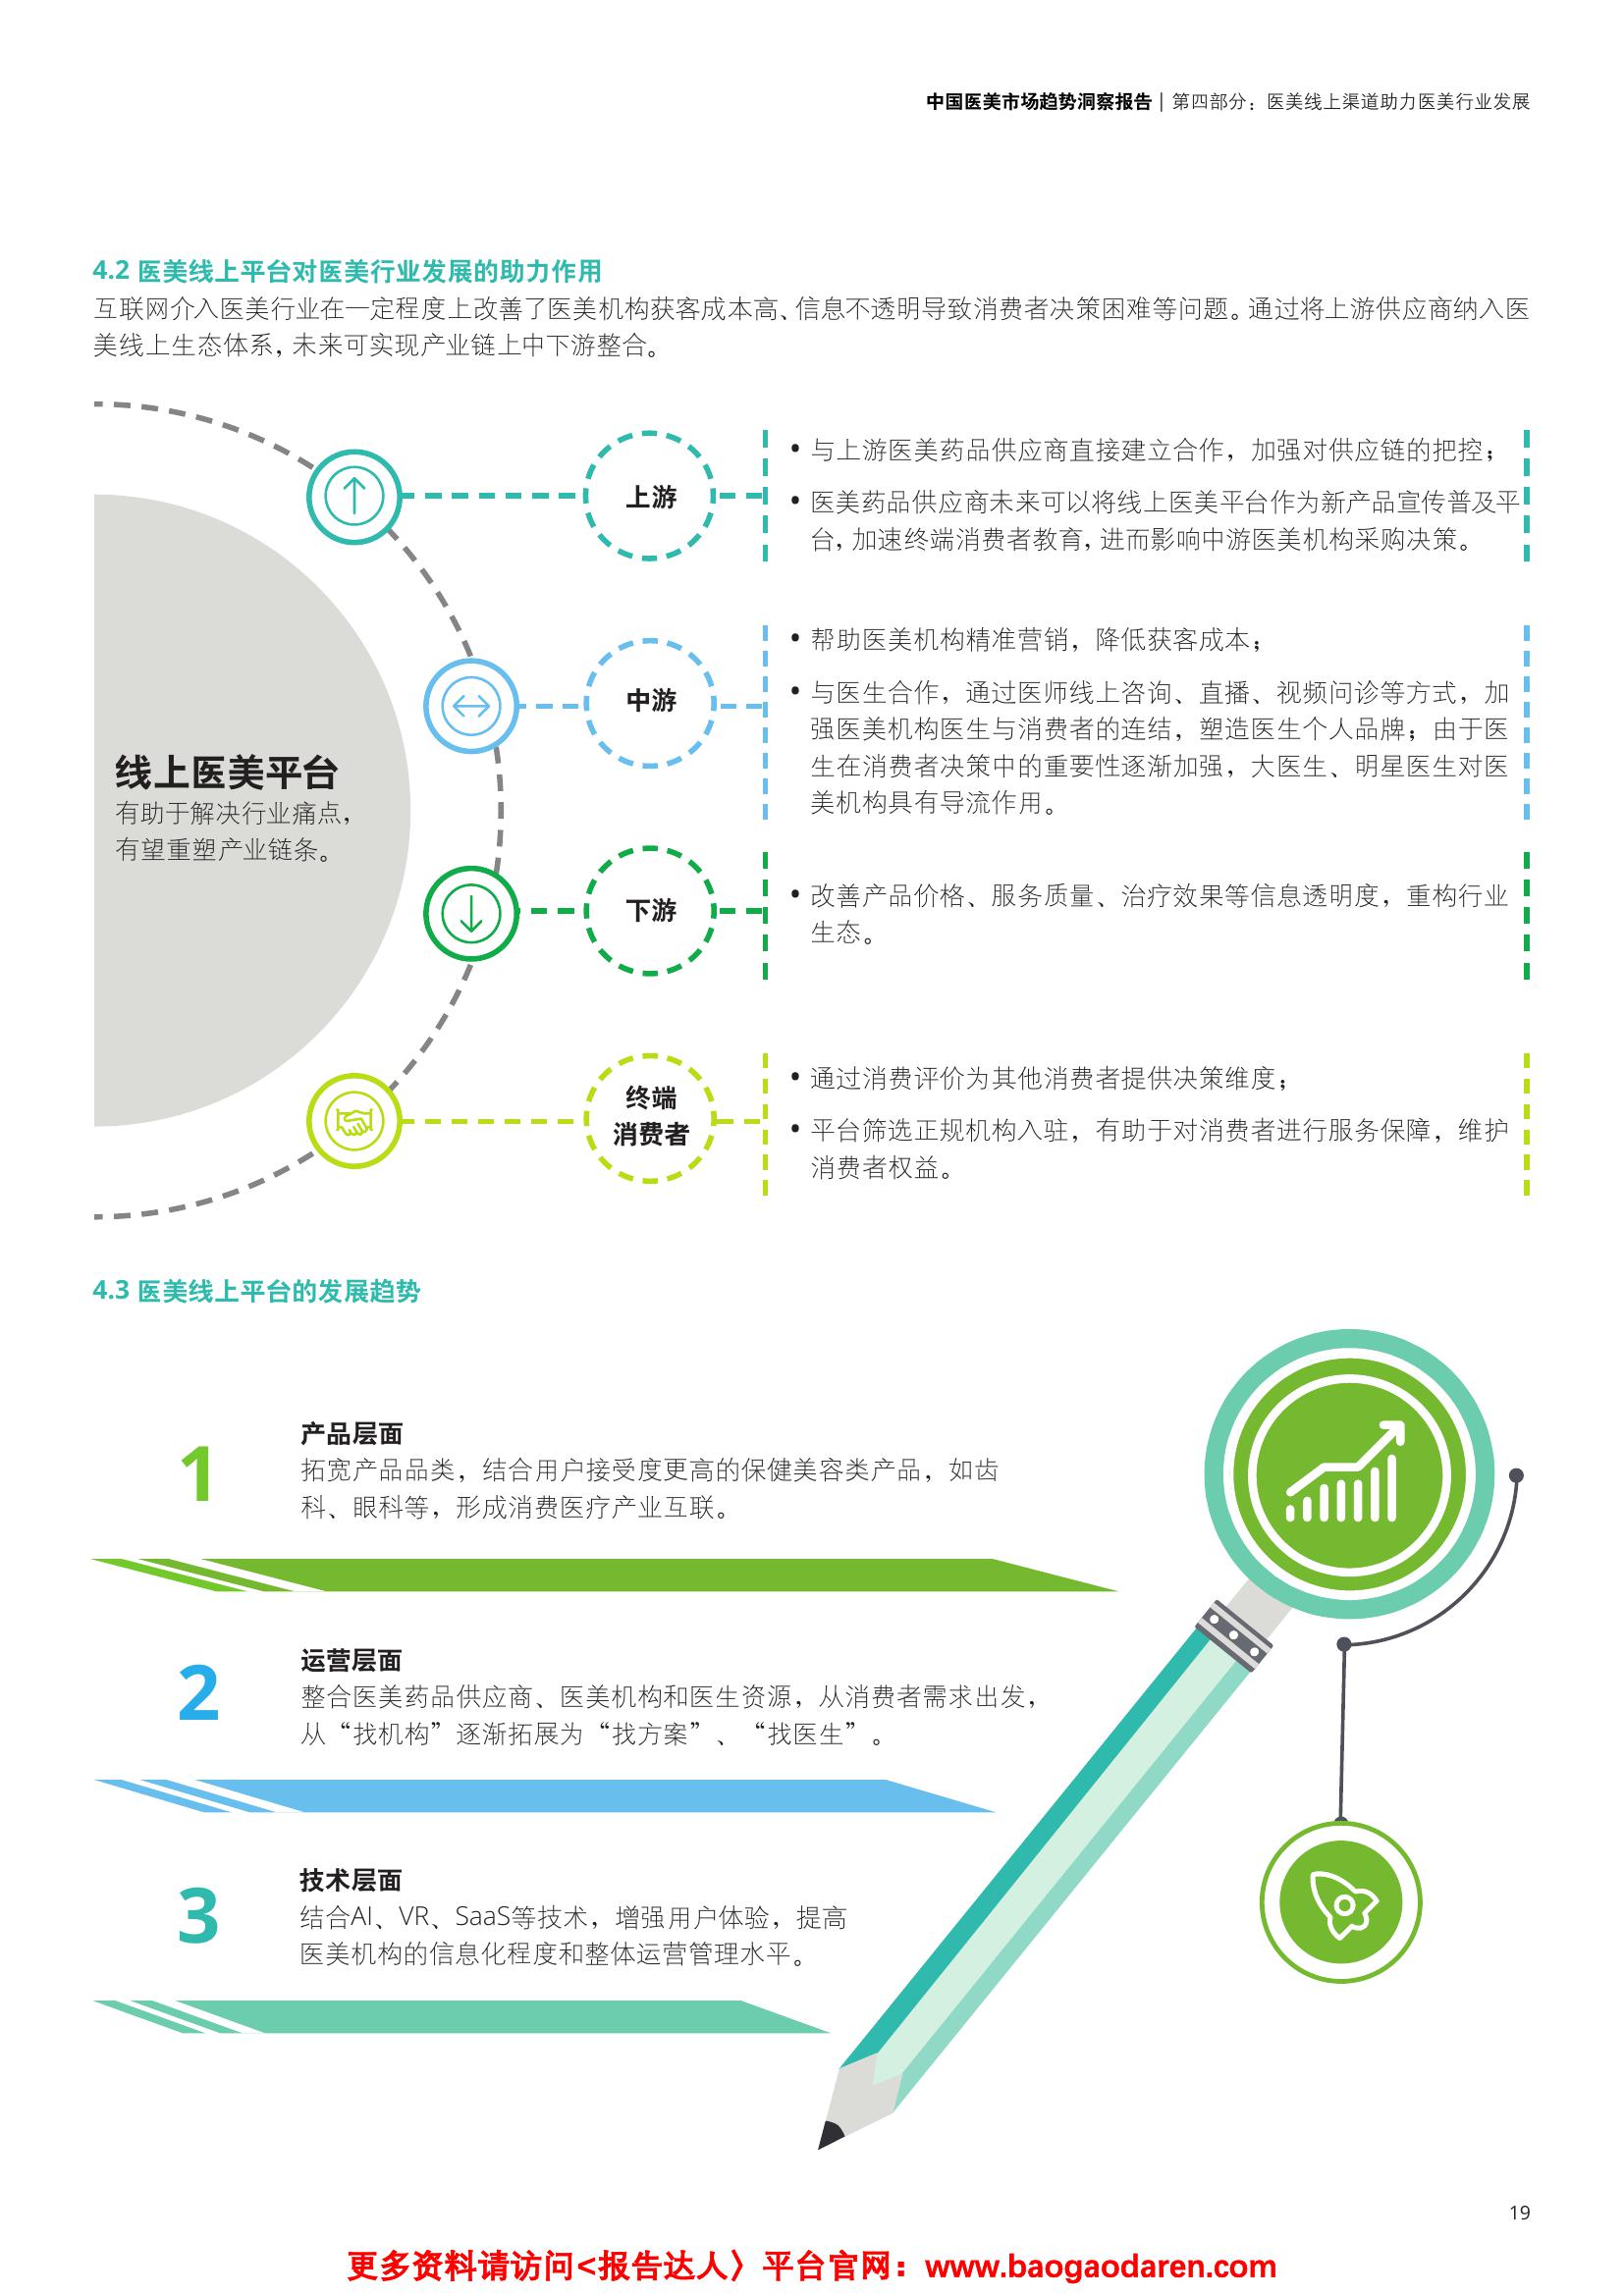 中国医美市场趋势洞察报告 | 第四部分：医美线上渠道助力医美行业发展
4.2 医美线上平台对医美行业发展的助力作用
互联网介入医美行业在一定程度上改善了医美机构获客成本高、信息不透明导致消费者决策困难等问题。通过将上游供应商纳入医
美线上生态体系，未来可实现产业链上中下游整合。
线上医美平台
有助于解决行业痛点，
有望重塑产业链条。
上游
• 与上游医美药品供应商直接建立合作，加强对供应链的把控；
• 医美药品供应商未来可以将线上医美平台作为新产品宣传普及平
台，加速终端消费者教育，进而影响中游医美机构采购决策。
中游
• 帮助医美机构精准营销，降低获客成本；
• 与医生合作，通过医师线上咨询、直播、视频问诊等方式，加
强医美机构医生与消费者的连结，塑造医生个人品牌；由于医
生在消费者决策中的重要性逐渐加强，大医生、明星医生对医
美机构具有导流作用。
下游
• 改善产品价格、服务质量、治疗效果等信息透明度，重构行业
生态。
终端
消费者
• 通过消费评价为其他消费者提供决策维度；
• 平台筛选正规机构入驻，有助于对消费者进行服务保障，维护
消费者权益。
4.3 医美线上平台的发展趋势
1
产品层面
拓宽产品品类，结合用户接受度更高的保健美容类产品，如齿
科、眼科等，形成消费医疗产业互联。
2
运营层面
整合医美药品供应商、医美机构和医生资源，从消费者需求出发，
从“找机构”逐渐拓展为“找方案”、“找医生”。
3
技术层面
结合AI、VR、SaaS等技术，增强用户体验，提高
医美机构的信息化程度和整体运营管理水平。
19
更多资料请访问<报告达人〉平台官网：www.baogaodaren.com